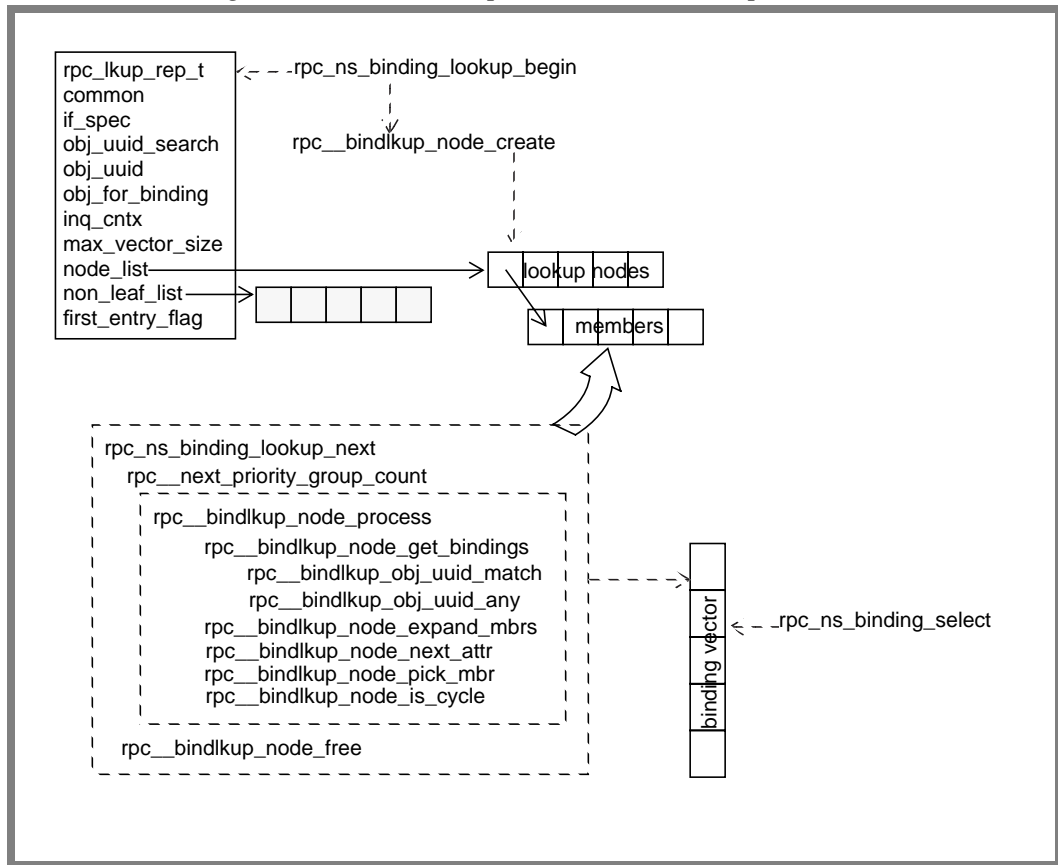 rpc_lkup_rep_t
common
if_spec
obj_uuid_search
obj_uuid
obj_for_binding
inq_cntx
max_vector_size
node_list
non_leaf_list
first_entry_flag
rpc_ns_binding_lookup_begin
rpc__bindlkup_node_create
lookup nodes
members
rpc_ns_binding_lookup_next
rpc__next_priority_group_count
rpc__bindlkup_node_process
rpc__bindlkup_node_get_bindings
rpc__bindlkup_obj_uuid_match
rpc__bindlkup_obj_uuid_any
rpc__bindlkup_node_expand_mbrs
rpc__bindlkup_node_next_attr
rpc__bindlkup_node_pick_mbr
rpc__bindlkup_node_is_cycle
rpc__bindlkup_node_free
binding vector
rpc_ns_binding_select